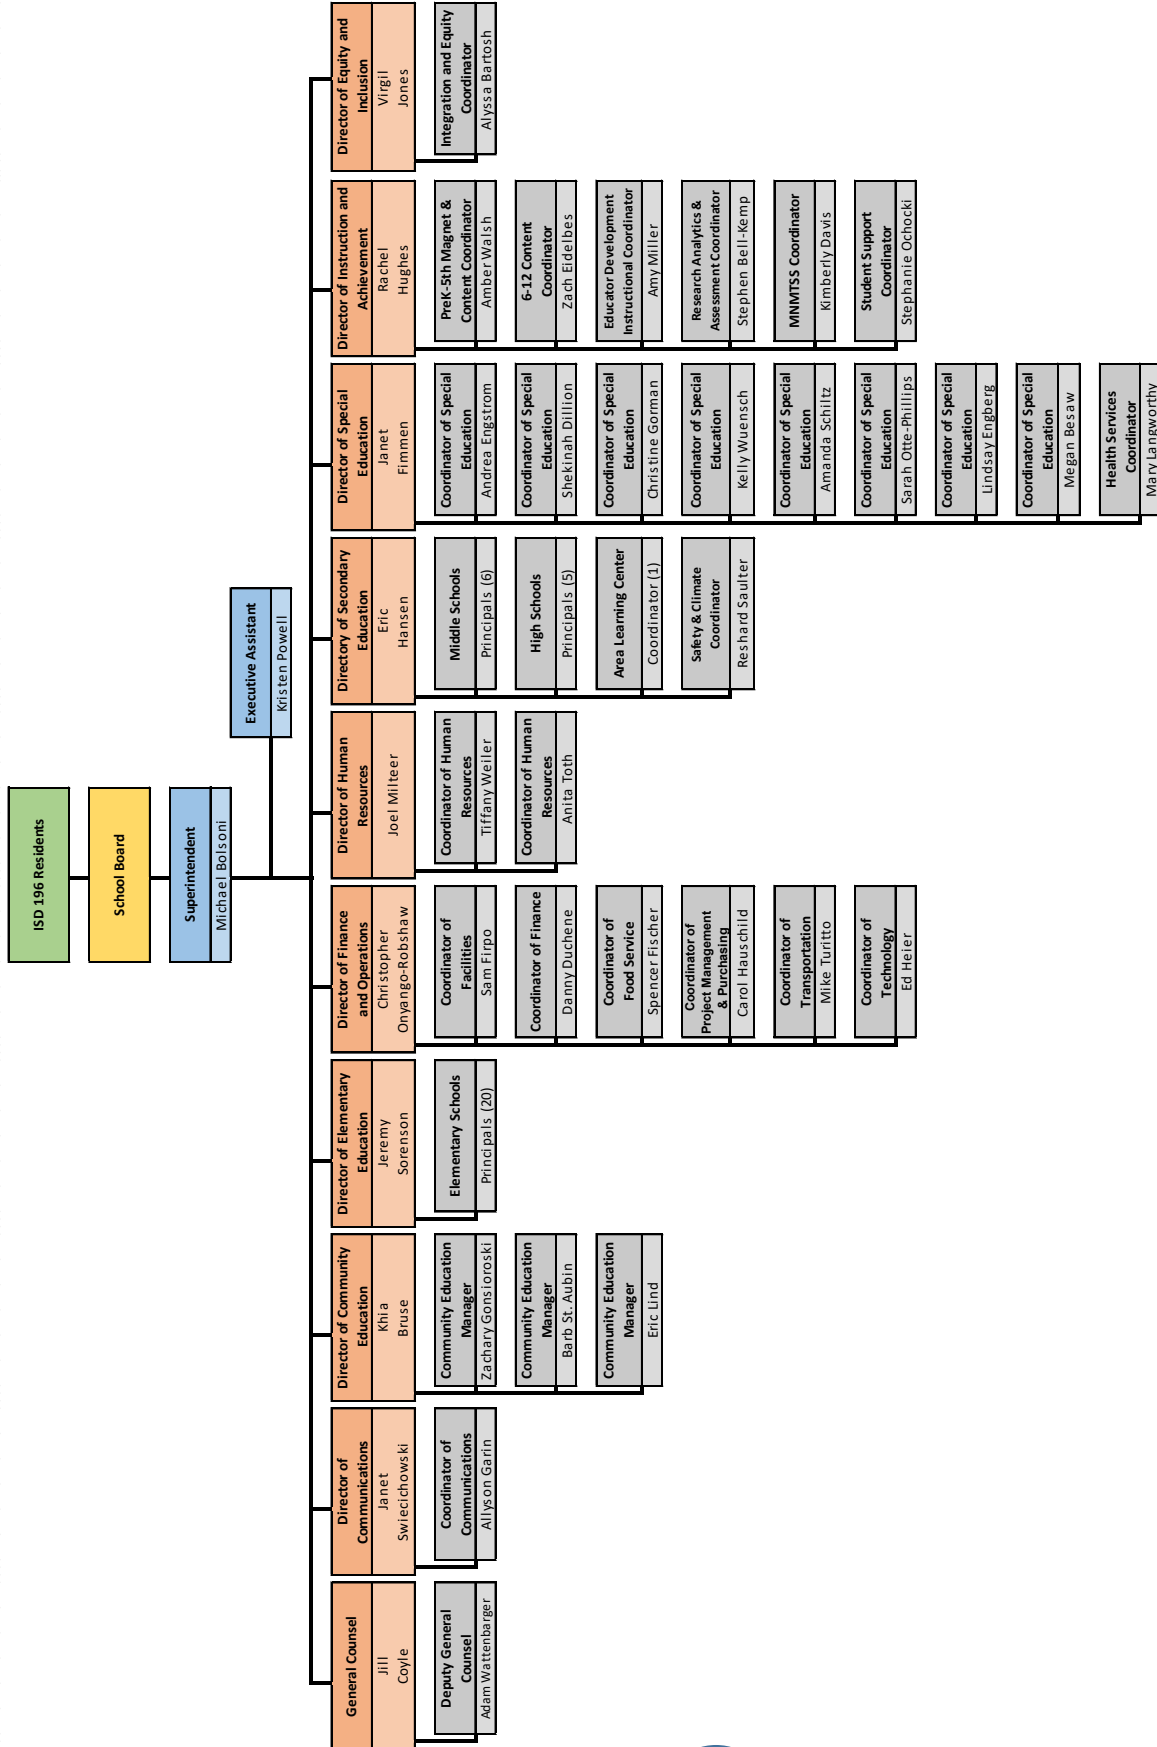 ISD 196 Residents
School Board
Superintendent
Michael Bolsoni
Executive Assistant
Kristen Powell
General Counsel
Jill
Coyle
Deputy General
Counsel
Adam Wattenbarger
Director of
Communications
Janet
Swiecichowski
Coordinator of
Communications
Allyson Garin
Director of Community
Education
Khia
Bruse
Community Education
Manager
Zachary Gonsioroski
Community Education
Manager
Barb St. Aubin
Community Education
Manager
Eric Lind
Director of Elementary
Education
Jeremy
Sorenson
Elementary Schools
Principals (20)
Director of Finance
and Operations
Christopher
Onyango-Robshaw
Coordinator of
Facilities
Sam Firpo
Coordinator of Finance
Danny Duchene
Coordinator of
Food Service
Spencer Fischer
Coordinator of
Project Management
& Purchasing
Carol Hauschild
Coordinator of
Transportation
Mike Turitto
Coordinator of
Technology
Ed Heier
Director of Human
Resources
Joel Milteer
Coordinator of Human
Resources
Tiffany Weiler
Coordinator of Human
Resources
Anita Toth
Directory of Secondary
Education
Eric
Hansen
Middle Schools
Principals (6)
High Schools
Principals (5)
Area Learning Center
Coordinator (1)
Safety & Climate
Coordinator
Reshard Saulter
Director of Special
Education
Janet
Fimmen
Coordinator of Special
Education
Andrea Engstrom
Coordinator of Special
Education
Shekinah Dillion
Coordinator of Special
Education
Christine Gorman
Coordinator of Special
Education
Kelly Wuensch
Coordinator of Special
Education
Amanda Schiltz
Coordinator of Special
Education
Sarah Otte-Phillips
Coordinator of Special
Education
Lindsay Engberg
Coordinator of Special
Education
Megan Besaw
Health Services
Coordinator
Mary Langworthy
Director of Instruction and
Achievement
Rachel
Hughes
PreK-5th Magnet &
Content Coordinator
Amber Walsh
6-12 Content
Coordinator
Zach Eidelbes
Educator Development
Instructional Coordinator
Amy Miller
Research Analytics &
Assessment Coordinator
Stephen Bell-Kemp
MNMTSS Coordinator
Kimberly Davis
Student Support
Coordinator
Stephanie Ochocki
Director of Equity and
Inclusion
Virgil
Jones
Integration and Equity
Coordinator
Alyssa Bartosh